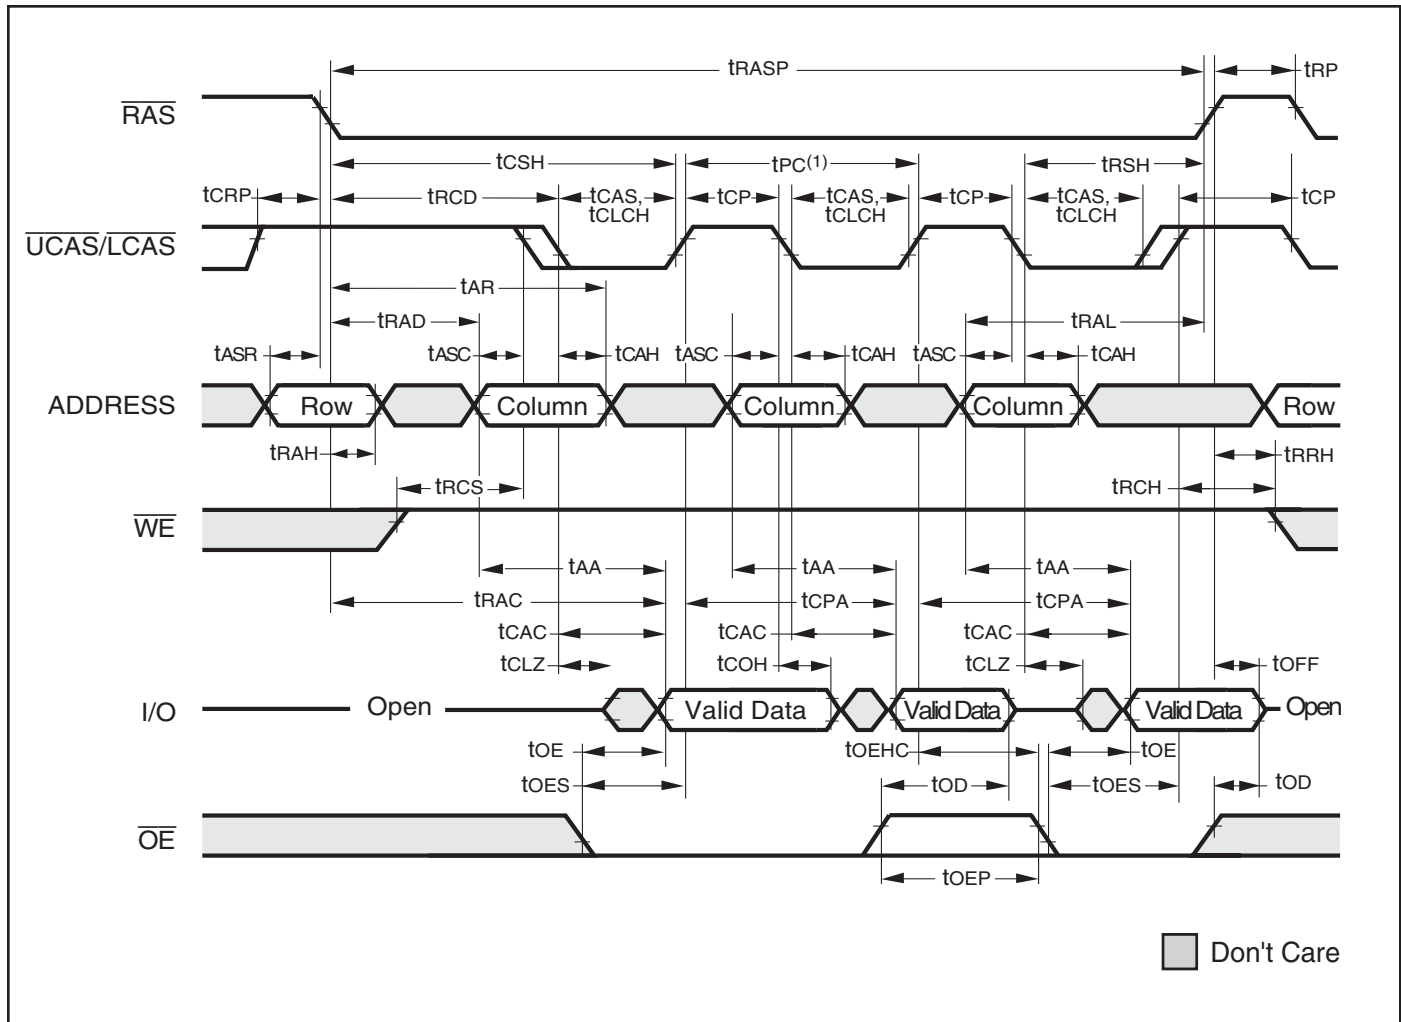 tRASP
tRP
RAS
tCSH
tPC(1)
tRSH
tCRP
tRCD
tCAS,
tCLCH
tCP
tCAS,
tCLCH
tCP
tCAS,
tCLCH
tCP
UCAS/LCAS
tAR
tRAD
tRAL
tASR
tASC
tCAH
tASC
tCAH
tASC
tCAH
ADDRESS
Row
Column
Column
Column
Row
tRAH
tRRH
tRCS
tRCH
WE
tAA
tAA
tAA
tRAC
tCPA
tCPA
tCAC
tCAC
tCAC
tCLZ
tCOH
tCLZ
tOFF
I/O
Open
Valid Data
Valid Data
Valid Data
Open
tOE
tOEHC
tOE
tOES
tOD
tOES
tOD
OE
tOEP
Don't Care